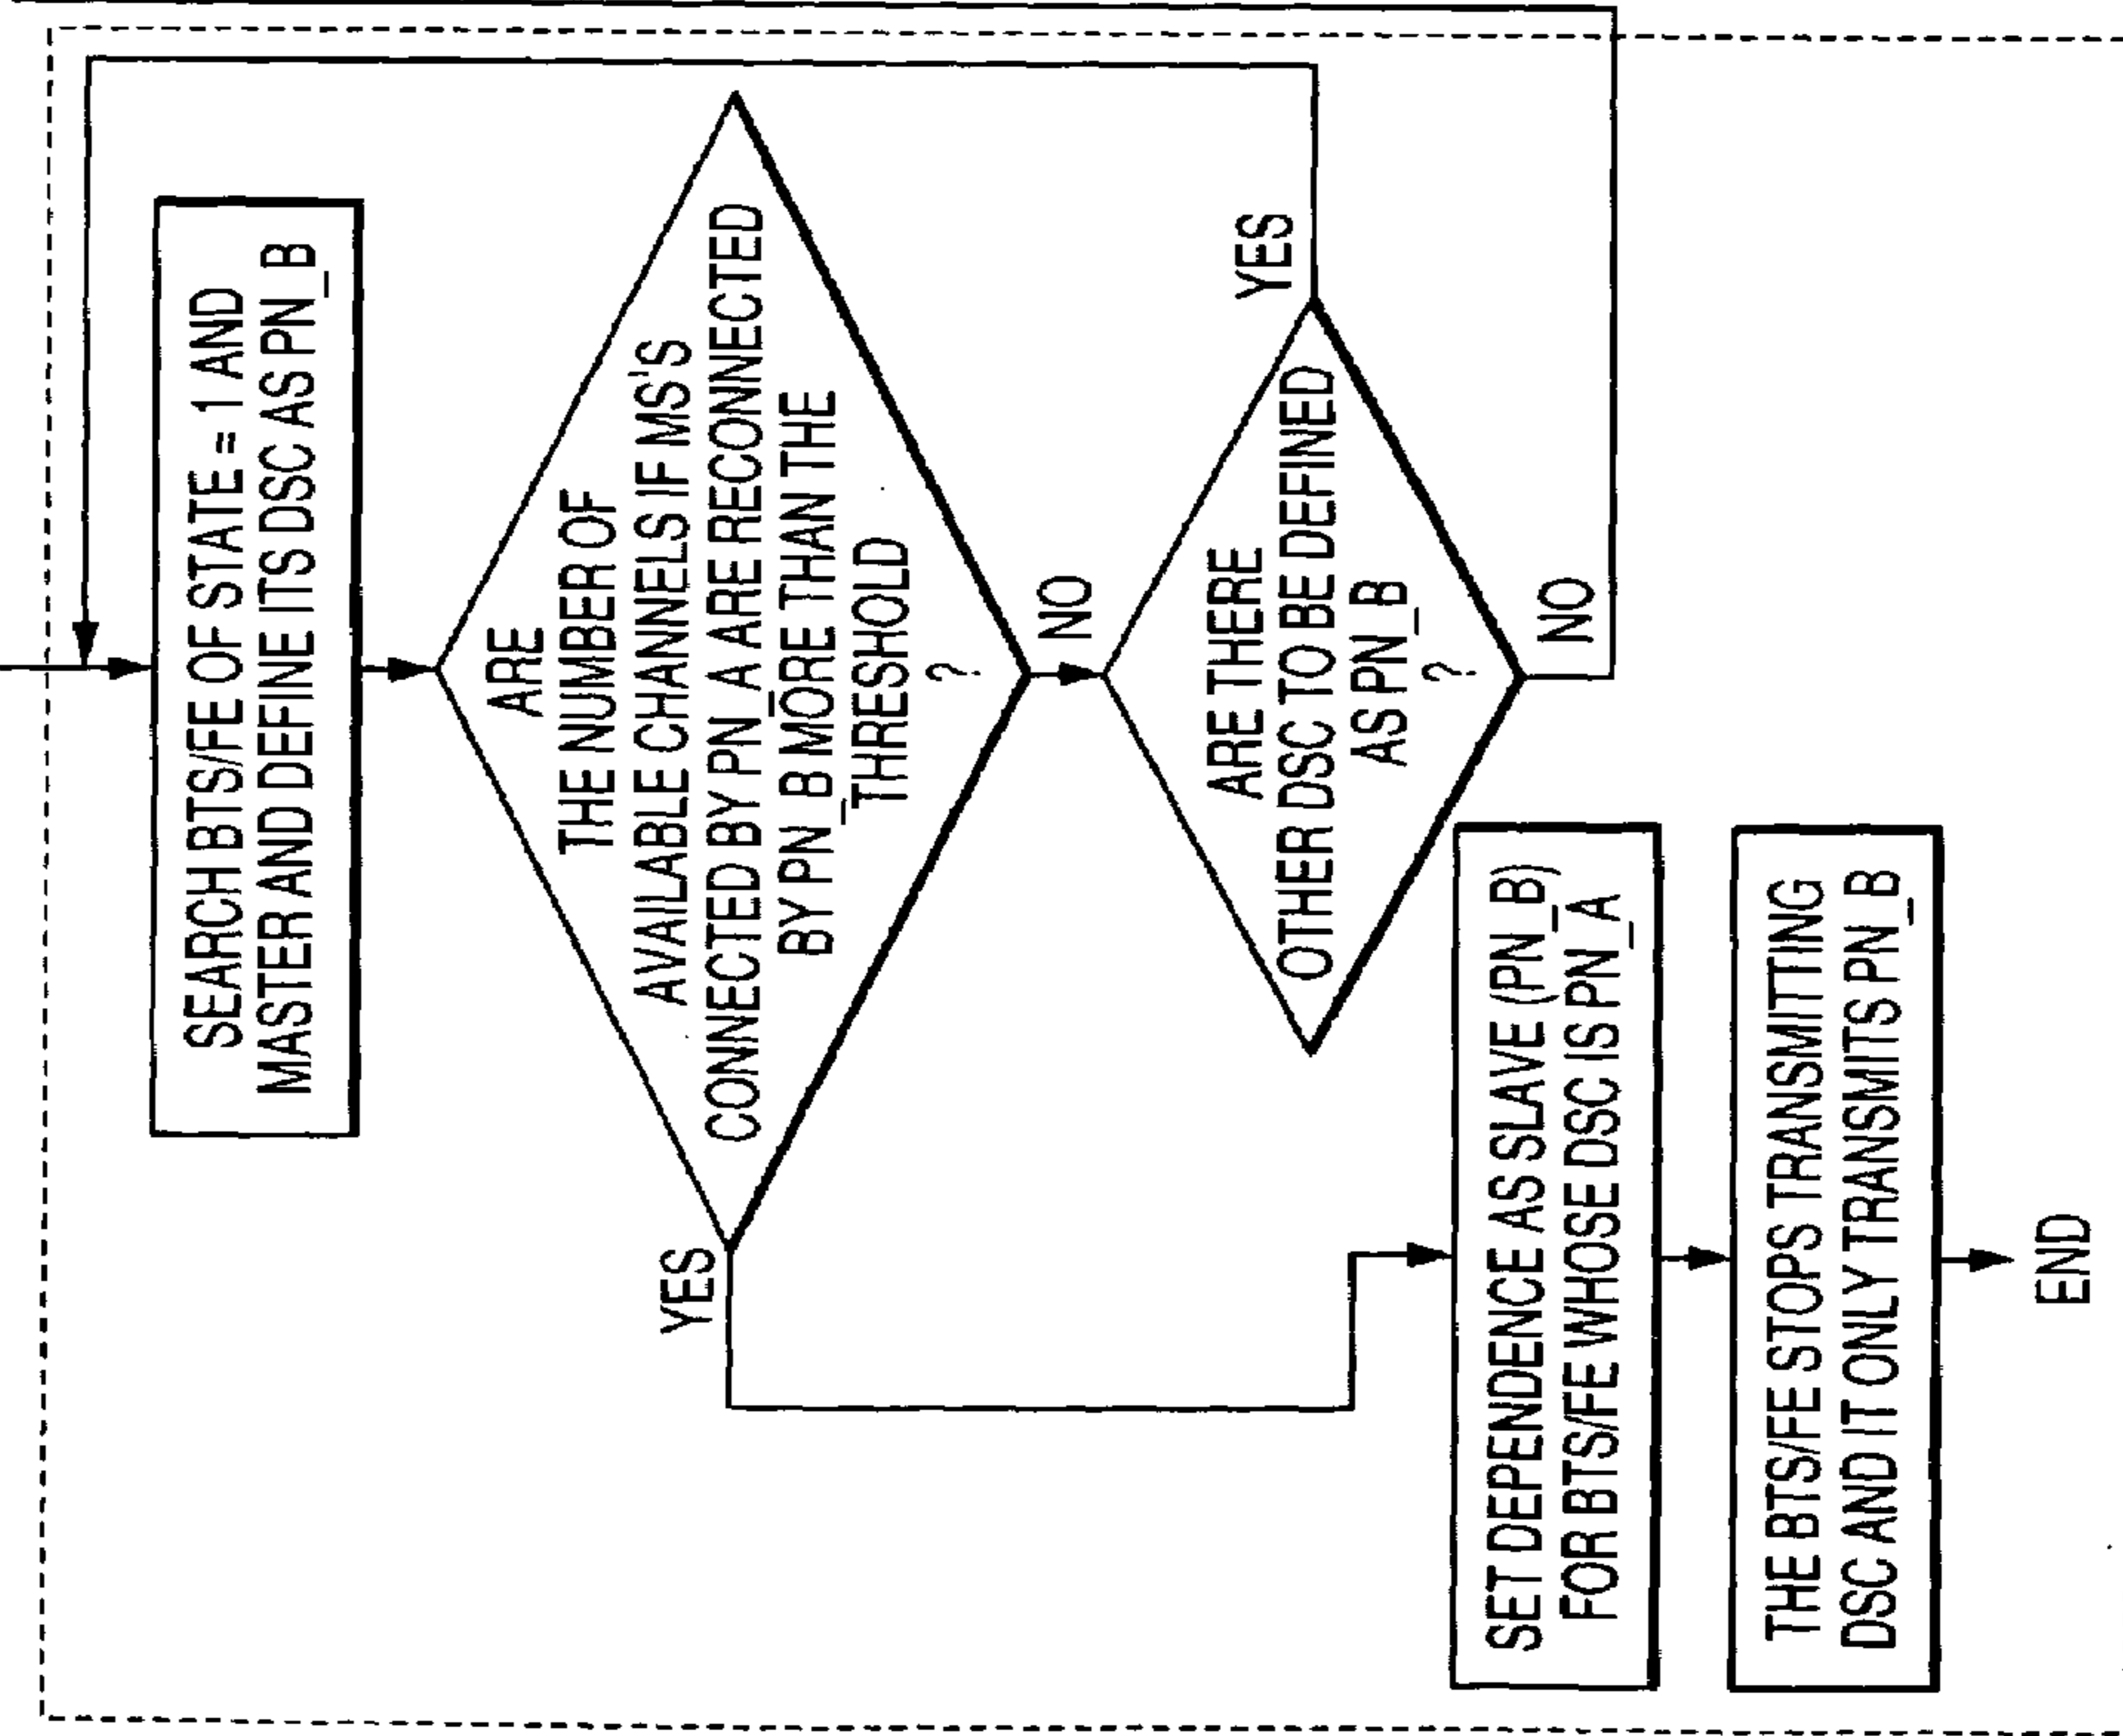 SEARCH BTS/FE OF STATE = 1 AND
MASTER AND DEFINE ITS DSC AS PN_B
ARE
THE NUMBER OF
AVAILABLE CHANNELS IF MS'S
CONNECTED BY PN_A ARE RECONNECTED
BY PN_B MORE THAN THE
THRESHOLD
?
YES
NO
ARE THERE
OTHER DSC TO BE DEFINED
AS PN_B
?
YES
NO
SET DEPENDENCE AS SLAVE (PN_B)
FOR BTS/FE WHOSE DSC IS PN_A
THE BTS/FE STOPS TRANSMITTING
DSC AND IT ONLY TRANSMITS PN_B
END